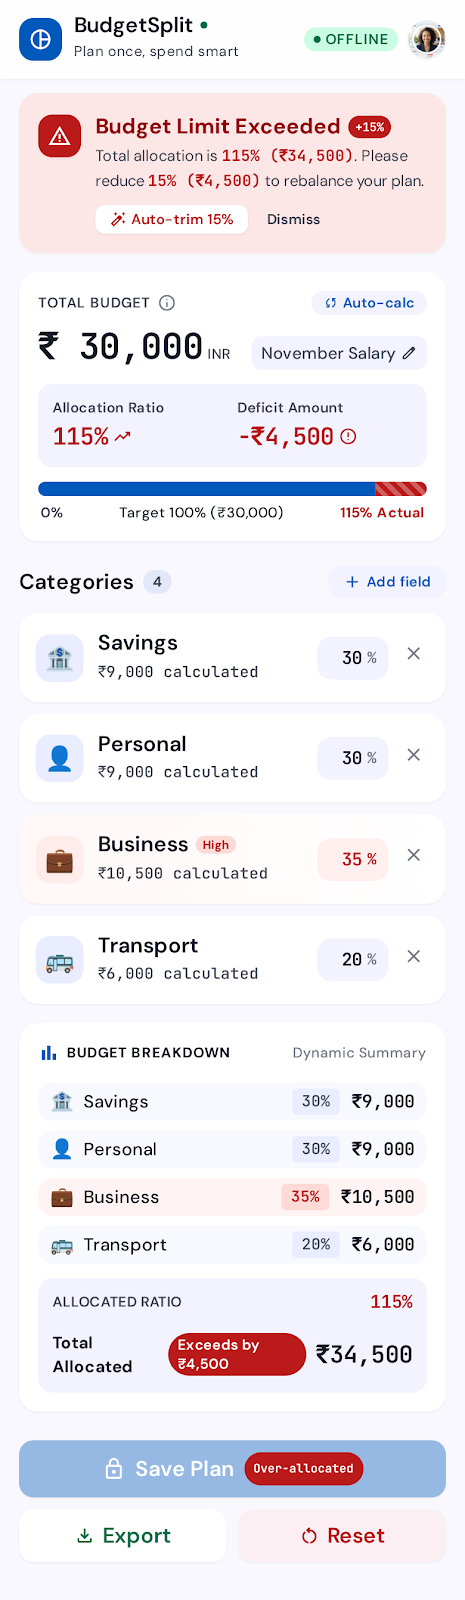 BudgetSplit
Plan once, spend smart
OFFLINE
Budget Limit Exceeded +15%
Total allocation is 115% (₹34,500). Please
reduce 15% (₹4,500) to rebalance your plan.
Auto-trim 15% Dismiss
TOTAL BUDGET Auto-calc
₹ 30,000 INR November Salary
Allocation Ratio Deficit Amount
115% -₹4,500
0% Target 100% (₹30,000) 115% Actual
Categories 4 + Add field
Savings
₹9,000 calculated
30 %
Personal
₹9,000 calculated
30 %
Business High
₹10,500 calculated
35 %
Transport
₹6,000 calculated
20 %
BUDGET BREAKDOWN Dynamic Summary
Savings 30% ₹9,000
Personal 30% ₹9,000
Business 35% ₹10,500
Transport 20% ₹6,000
ALLOCATED RATIO 115%
Total
Allocated
Exceeds by
₹4,500
₹34,500
Save Plan Over-allocated
Export Reset